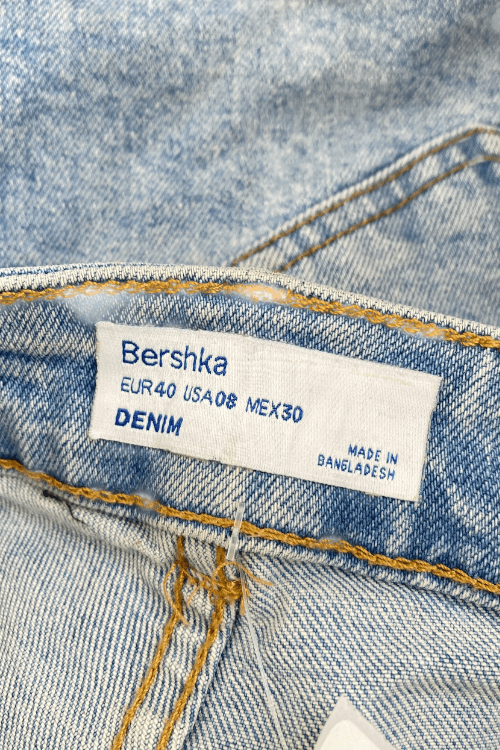 Bershka
EUR40 USA08 MEX30
DENIM
MADE IN
BANGLADESH